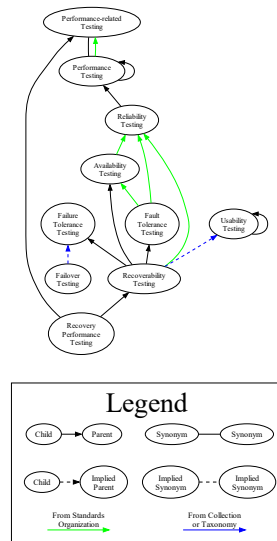 Performance-related
Testing
Performance
Testing
Reliability
Testing
Availability
Testing
Failure
Tolerance
Testing
Fault
Tolerance
Testing
Usability
Testing
Failover
Testing
Recoverability
Testing
Recovery
Performance
Testing
Legend
Child
Parent
Synonym
Synonym
Child
Implied
Parent
Implied
Synonym
Implied
Synonym
From Standards
Organization
From Collection
or Taxonomy